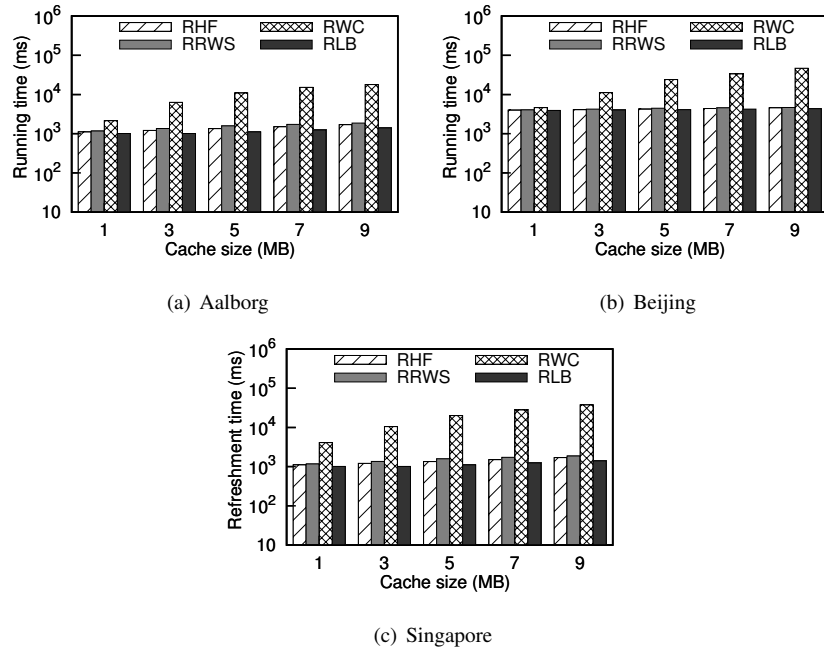 RHF RWC
RRWS RLB
Running time (ms)
10^6
10^5
10^4
10^3
10^2
10
1 3 5 7 9
Cache size (MB)
(a) Aalborg
RHF RWC
RRWS RLB
Running time (ms)
10^6
10^5
10^4
10^3
10^2
10
1 3 5 7 9
Cache size (MB)
(b) Beijing
RHF RWC
RRWS RLB
Refreshment time (ms)
10^6
10^5
10^4
10^3
10^2
10
1 3 5 7 9
Cache size (MB)
(c) Singapore